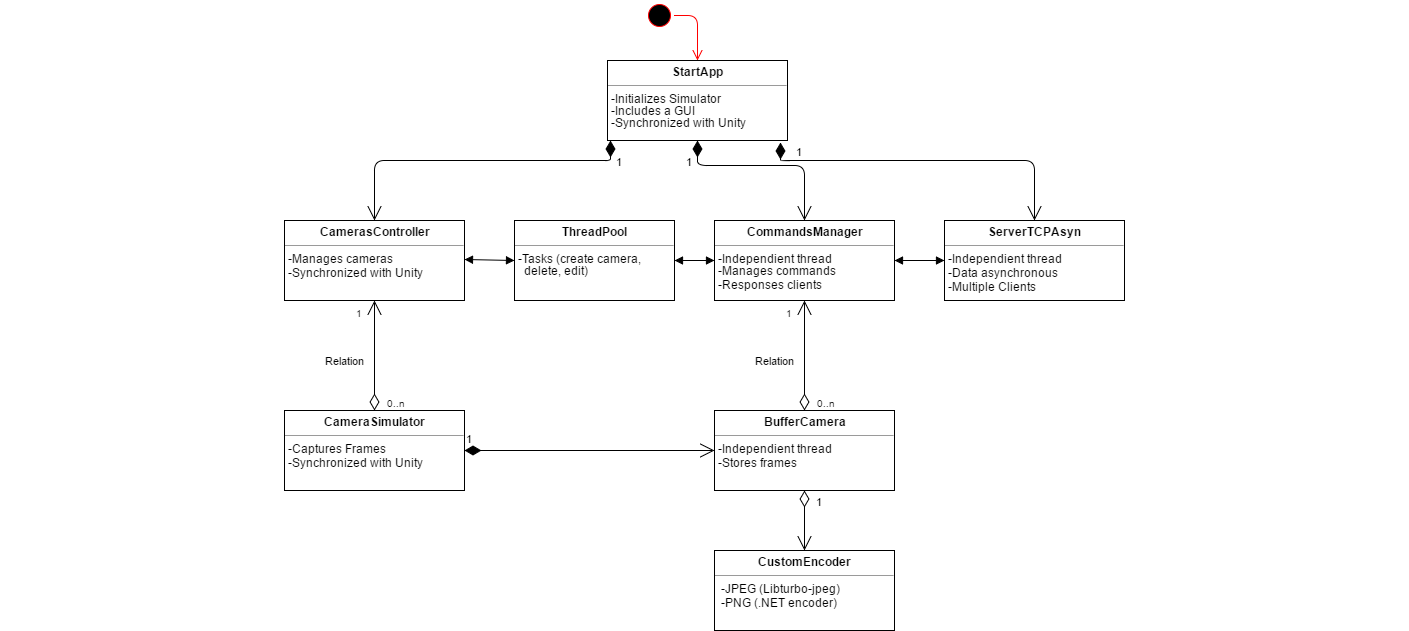 StartApp
-Initializes Simulator
-Includes a GUI
-Synchronized with Unity
1
1
1
CamerasController
-Manages cameras
-Synchronized with Unity
ThreadPool
-Tasks (create camera,
delete, edit)
CommandsManager
-Independient thread
-Manages commands
-Responses clients
ServerTCPAsyn
-Independient thread
-Data asynchronous
-Multiple Clients
1
1
Relation
Relation
0..n
0..n
CameraSimulator
-Captures Frames
-Synchronized with Unity
1
BufferCamera
-Independient thread
-Stores frames
1
CustomEncoder
-JPEG (Libturbo-jpeg)
-PNG (.NET encoder)